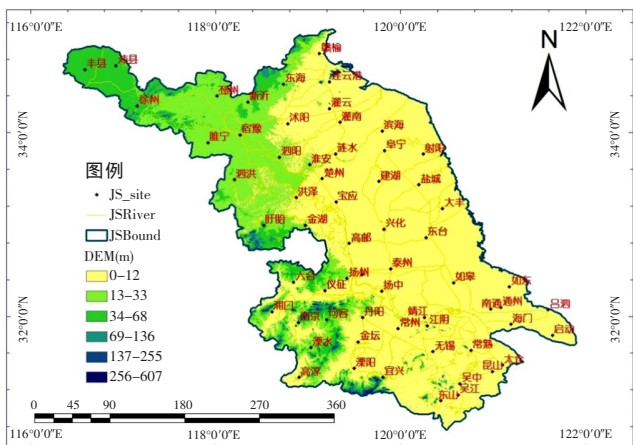 116°0′0″E 118°0′0″E 120°0′0″E 122°0′0″E
N
34°0′0″N
32°0′0″N
34°0′0″N
32°0′0″N
赣榆
丰县
沛县
徐州
邳州
新沂
东海
连云港
灌云
沭阳
灌南
滨海
睢宁
宿豫
泗阳
涟水
阜宁
射阳
淮安
泗洪
楚州
建湖
盐城
洪泽
宝应
大丰
盱眙
金湖
兴化
高邮
东台
泰州
六合
扬州
仪征
扬中
如皋
如东
浦口
南京
句容
丹阳
靖江
南通
通州
吕泗
常州
江阴
海门
启动
溧水
金坛
无锡
常熟
太仓
溧阳
高淳
宜兴
昆山
吴中
吴江
东山
图例
JS_site
JSRiver
JSBound
DEM(m)
0−12
13−33
34−68
69−136
137−255
256−607
0 45 90 180 270 360
116°0′0″E 118°0′0″E 120°0′0″E 122°0′0″E